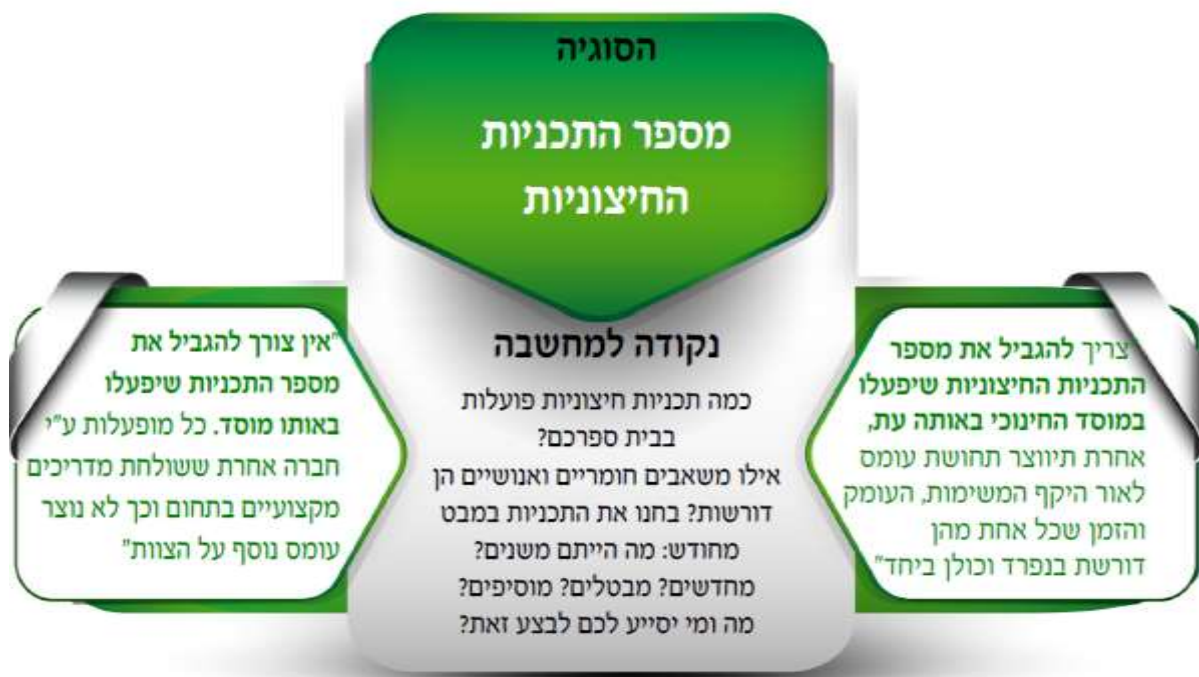 הסוגיה
מספר התכניות
החיצוניות
"צריך להגביל את מספר
התכניות החיצוניות שיפעלו
במוסד החינוכי באותה עת,
אחרת תיווצר תחושת עומס
לאור היקף המשימות, העומק
והזמן שכל אחת מהן
דורשת בנפרד וכולן ביחד"
נקודה למחשבה
כמה תכניות חיצוניות פועלות
בבית ספרכם?
אילו משאבים חומריים ואנושיים הן
דורשות? בחנו את התכניות במבט
מחודש: מה הייתם משנים?
מחדשים? מבטלים? מוסיפים?
מה ומי יסייע לכם לבצע זאת?
"אין צורך להגביל את
מספר התכניות שיפעלו
באותו מוסד. כל מופעלות ע"י
חברה אחרת ששולחת מדריכים
מקצועיים בתחום וכך לא נוצר
עומס נוסף על הצוות"